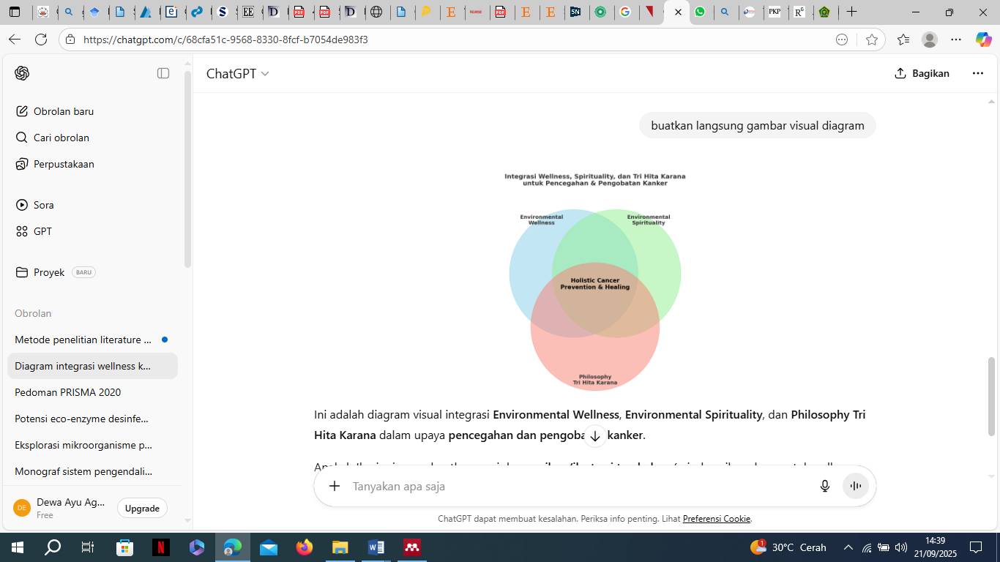 https://chatgpt.com/c/68cfa51c-9568-8330-8fcf-b7054de983f3
ChatGPT
Bagikan
Obrolan baru
Cari obrolan
Perpustakaan
Sora
GPT
Proyek BARU
Obrolan
Metode penelitian literature ...
Diagram integrasi wellness k...
Pedoman PRISMA 2020
Potensi eco-enzyme desinfe...
Eksplorasi mikroorganisme p...
Monograf sistem pengendali...
DE
Dewa Ayu Ag...
Free
Upgrade
buatkan langsung gambar visual diagram
Integrasi Wellness, Spirituality, dan Tri Hita Karana
untuk Pencegahan & Pengobatan Kanker
Environmental
Wellness
Environmental
Spirituality
Holistic Cancer
Prevention & Healing
Philosophy
Tri Hita Karana
Ini adalah diagram visual integrasi Environmental Wellness, Environmental Spirituality, dan Philosophy Tri
Hita Karana dalam upaya pencegahan dan kanker.
Tanyakan apa saja
ChatGPT dapat membuat kesalahan. Periksa info penting. Lihat Preferensi Cookie.
30°C Cerah
14:39
21/09/2025